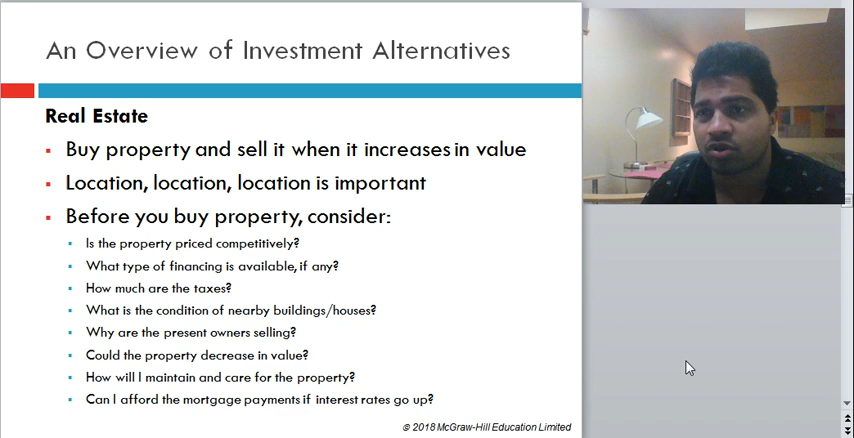 An Overview of Investment Alternatives
Real Estate
Buy property and sell it when it increases in value
Location, location, location is important
Before you buy property, consider:
Is the property priced competitively?
What type of financing is available, if any?
How much are the taxes?
What is the condition of nearby buildings/houses?
Why are the present owners selling?
Could the property decrease in value?
How will I maintain and care for the property?
Can I afford the mortgage payments if interest rates go up?
© 2018 McGraw-Hill Education Limited